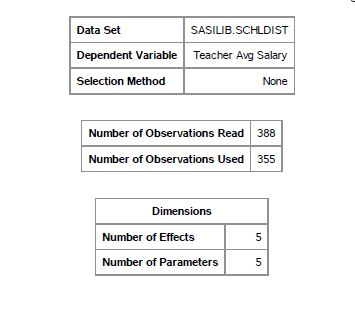 Data Set SASILIB.SCHLDIST
Dependent Variable Teacher Avg Salary
Selection Method None
Number of Observations Read 388
Number of Observations Used 355
Dimensions
Number of Effects 5
Number of Parameters 5